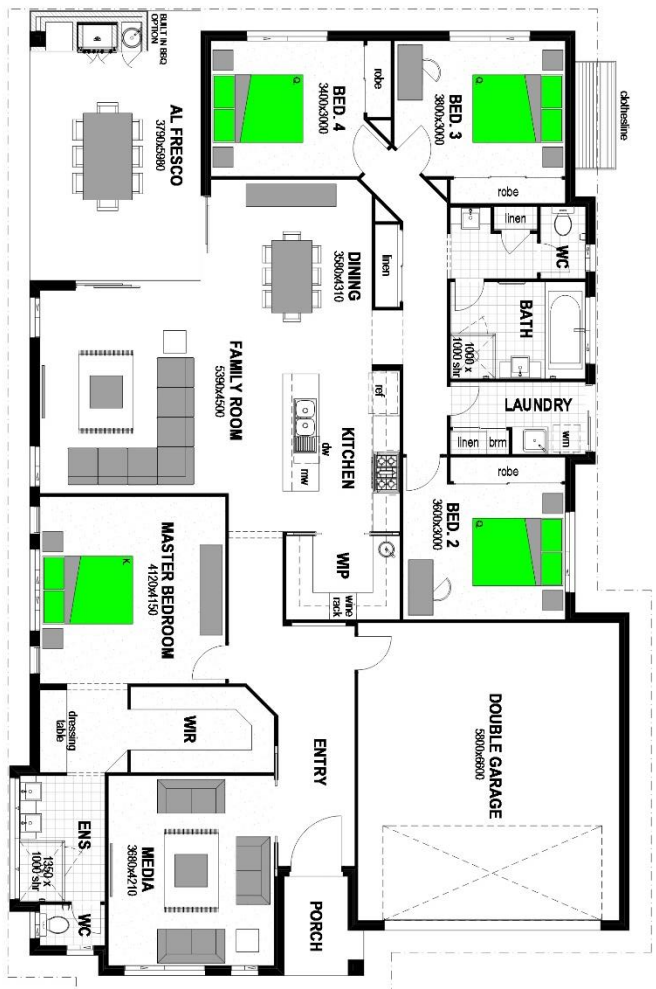 BUILT IN BBQ
OPTION
AL FRESCO
3790x5980
BED. 4
3400x3000
robe
BED. 3
3800x3000
Q
Q
clothesline
robe
linen
WC
linen
DINING
3580x4310
BATH
1000 x
1000 shr
FAMILY ROOM
5390x4500
ref
KITCHEN
dw
mw
LAUNDRY
linen
brm
wm
robe
BED. 2
3600x3000
Q
MASTER BEDROOM
4120x4150
K
WIP
wine
rack
dressing
table
WIR
ENTRY
DOUBLE GARAGE
5800x6600
ENS
1350 x
1000 shr
WC
MEDIA
3680x4210
PORCH